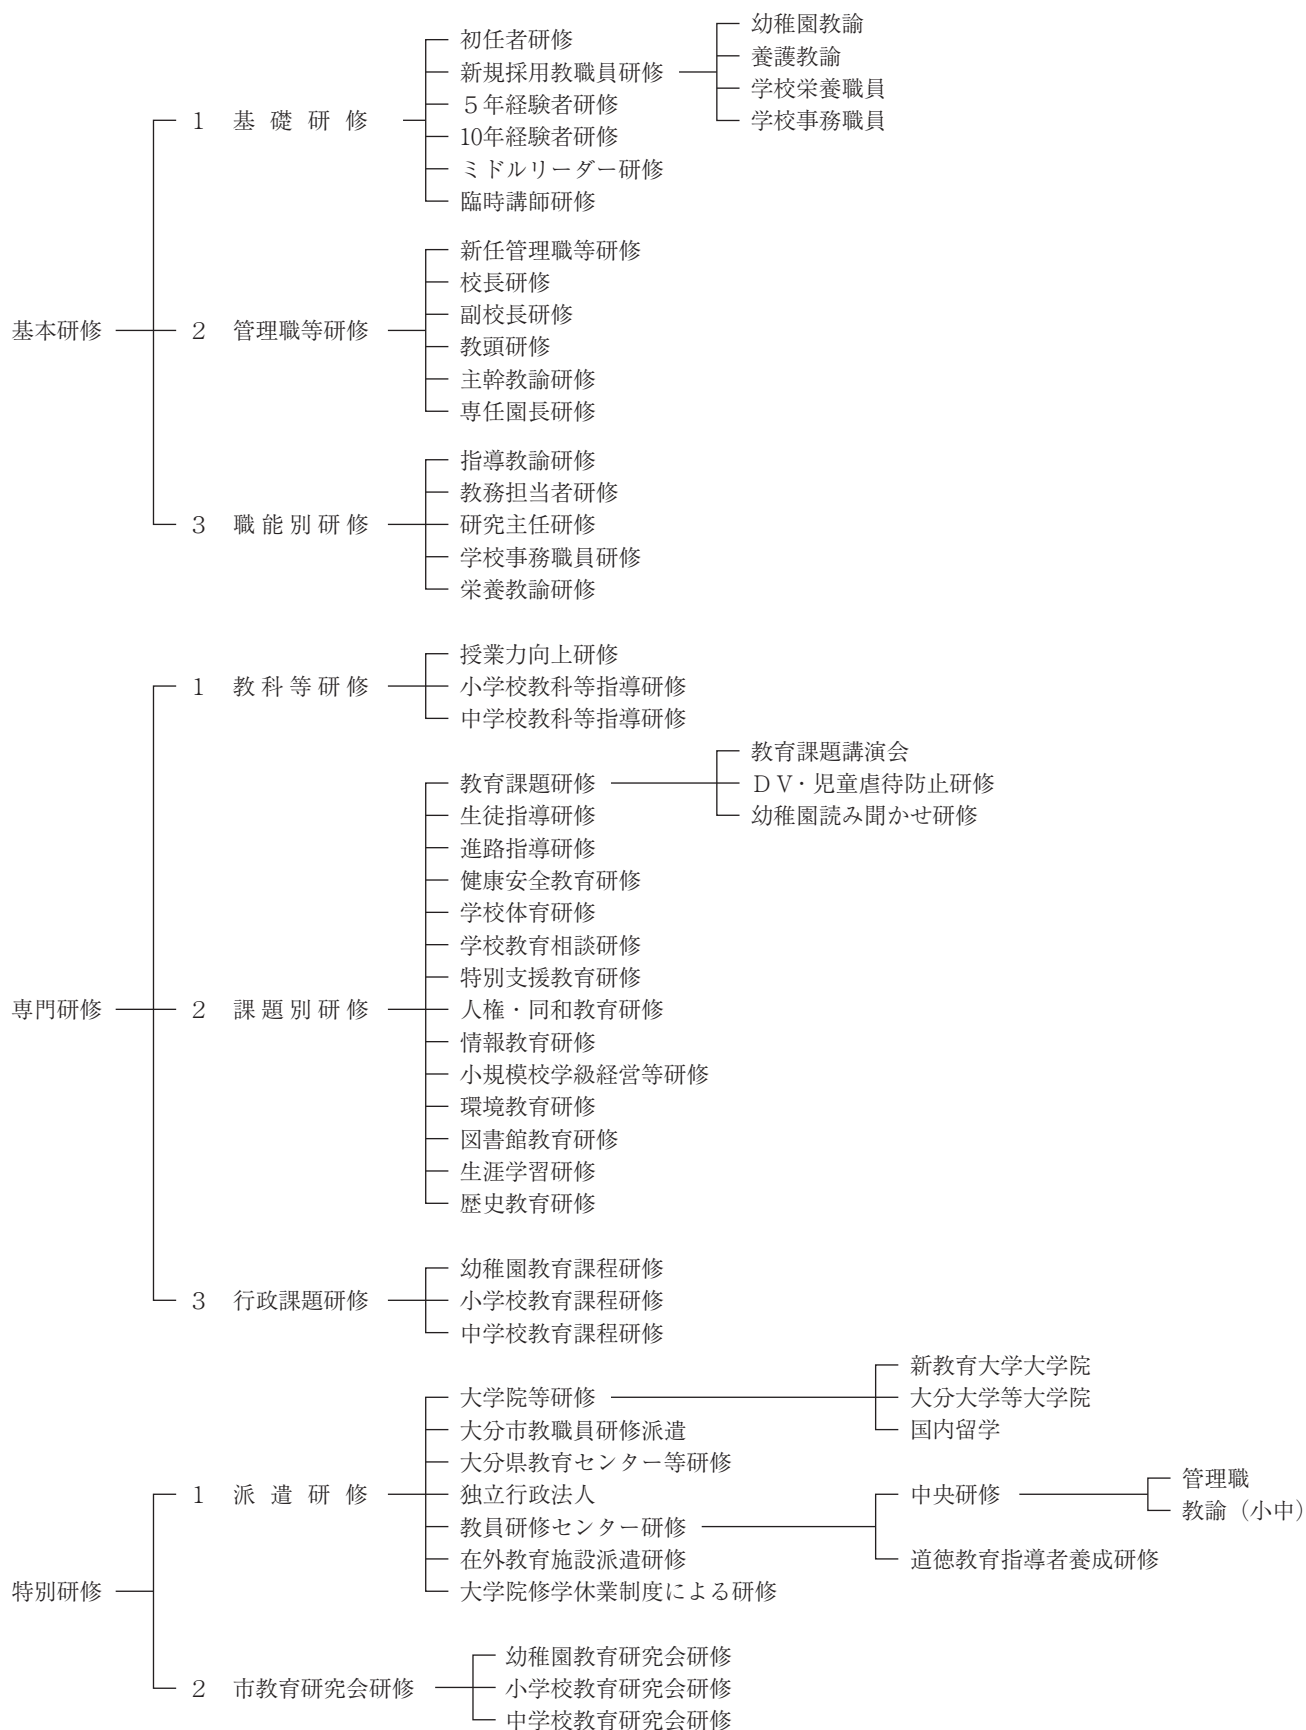 幼稚園教諭
初任者研修
養護教諭
新規採用教職員研修
学校栄養職員
５年経験者研修
1 基礎研修
学校事務職員
10年経験者研修
ミドルリーダー研修
臨時講師研修
新任管理職等研修
校長研修
副校長研修
基本研修
2 管理職等研修
教頭研修
主幹教諭研修
専任園長研修
指導教諭研修
教務担当者研修
3 職能別研修
研究主任研修
学校事務職員研修
栄養教諭研修
授業力向上研修
1 教科等研修
小学校教科等指導研修
中学校教科等指導研修
教育課題講演会
教育課題研修
ＤＶ・児童虐待防止研修
生徒指導研修
幼稚園読み聞かせ研修
進路指導研修
健康安全教育研修
学校体育研修
学校教育相談研修
特別支援教育研修
専門研修
2 課題別研修
人権・同和教育研修
情報教育研修
小規模校学級経営等研修
環境教育研修
図書館教育研修
生涯学習研修
歴史教育研修
幼稚園教育課程研修
3 行政課題研修
小学校教育課程研修
中学校教育課程研修
新教育大学大学院
大学院等研修
大分大学等大学院
大分市教職員研修派遣
国内留学
大分県教育センター等研修
管理職
1 派遣研修
独立行政法人
中央研修
教諭（小中）
教員研修センター研修
在外教育施設派遣研修
道徳教育指導者養成研修
特別研修
大学院修学休業制度による研修
幼稚園教育研究会研修
2 市教育研究会研修
小学校教育研究会研修
中学校教育研究会研修